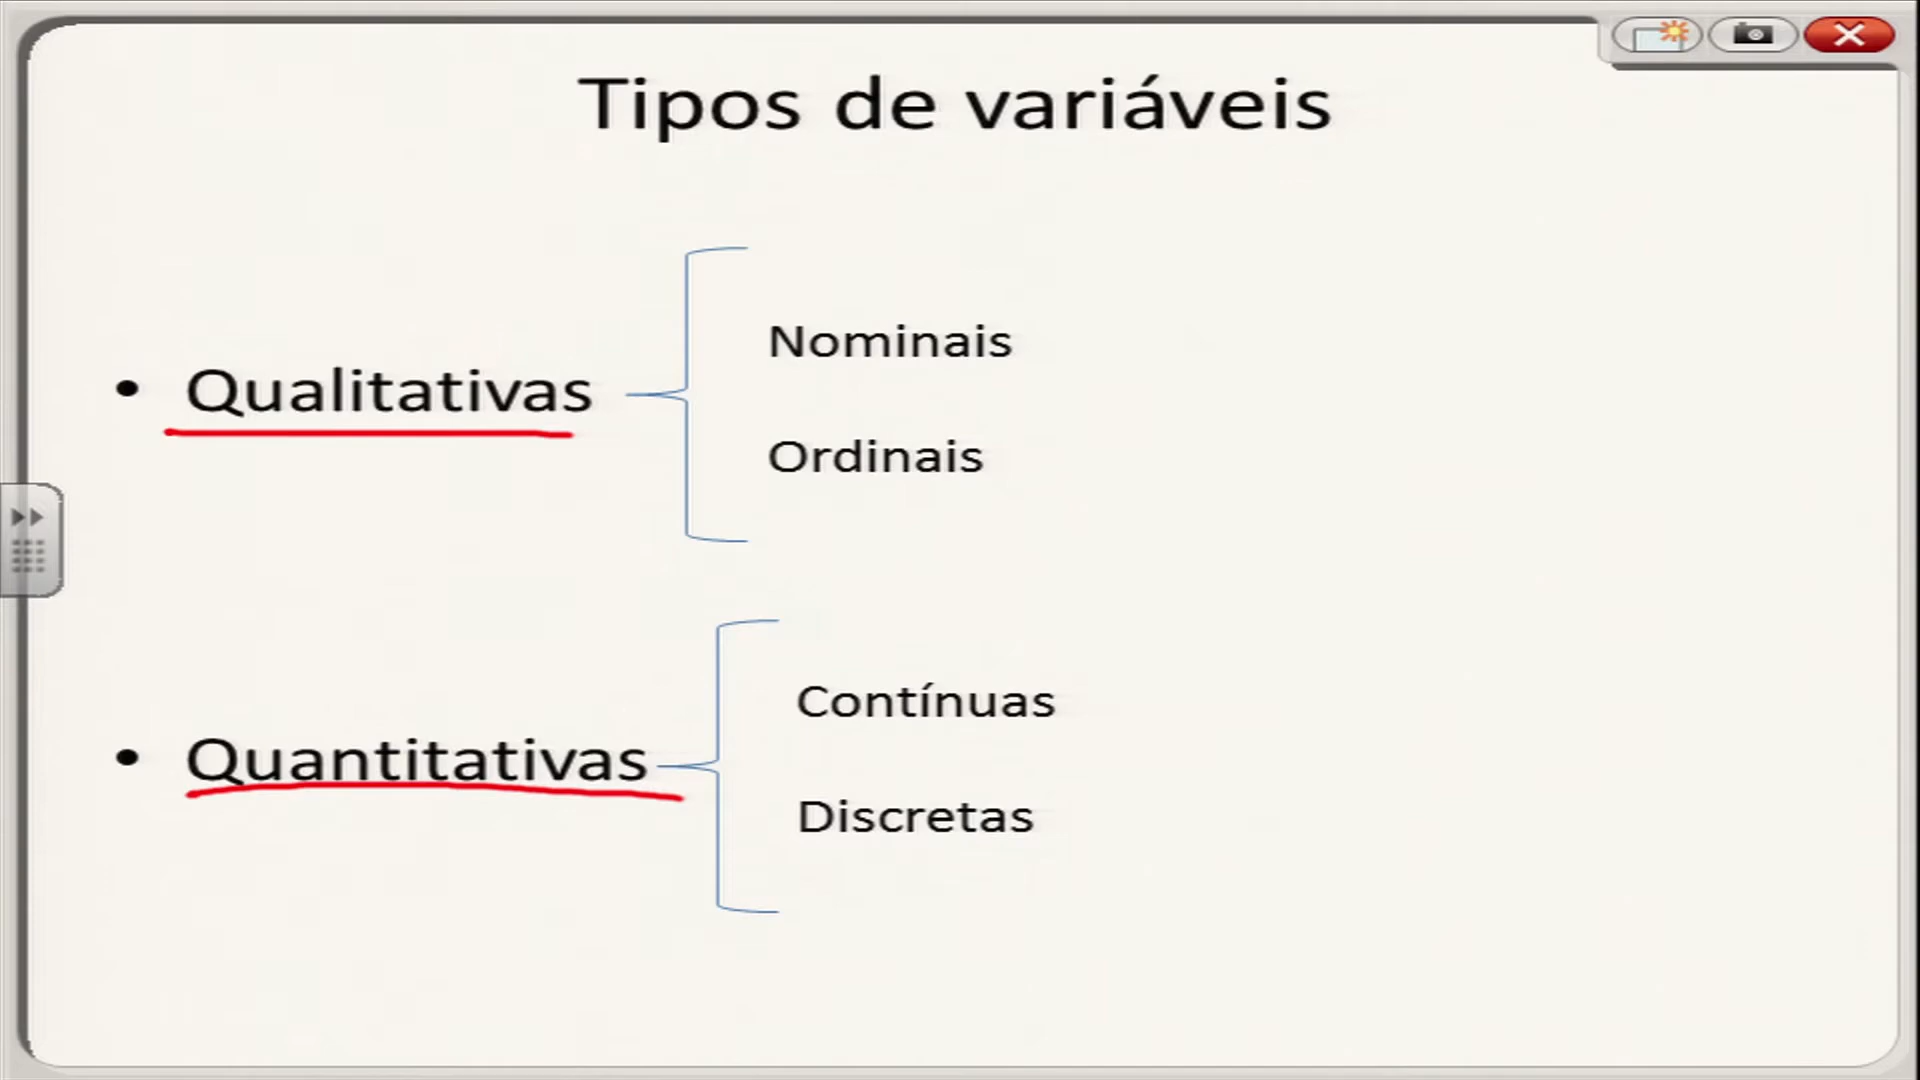 Tipos de variáveis
• Qualitativas
Nominais
Ordinais
• Quantitativas
Contínuas
Discretas